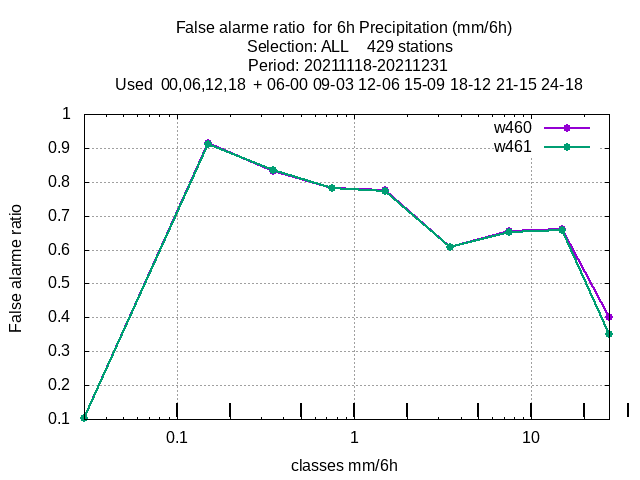 False alarme ratio  for 6h Precipitation (mm/6h)
Selection: ALL    429 stations
Period: 20211118-20211231
Used  00,06,12,18  + 06-00 09-03 12-06 15-09 18-12 21-15 24-18
1
w460
0.9
w461
0.8
0.7
0.6
0.5
0.4
0.3
0.2
0.1
False alarme ratio
0.1 1 10
classes mm/6h